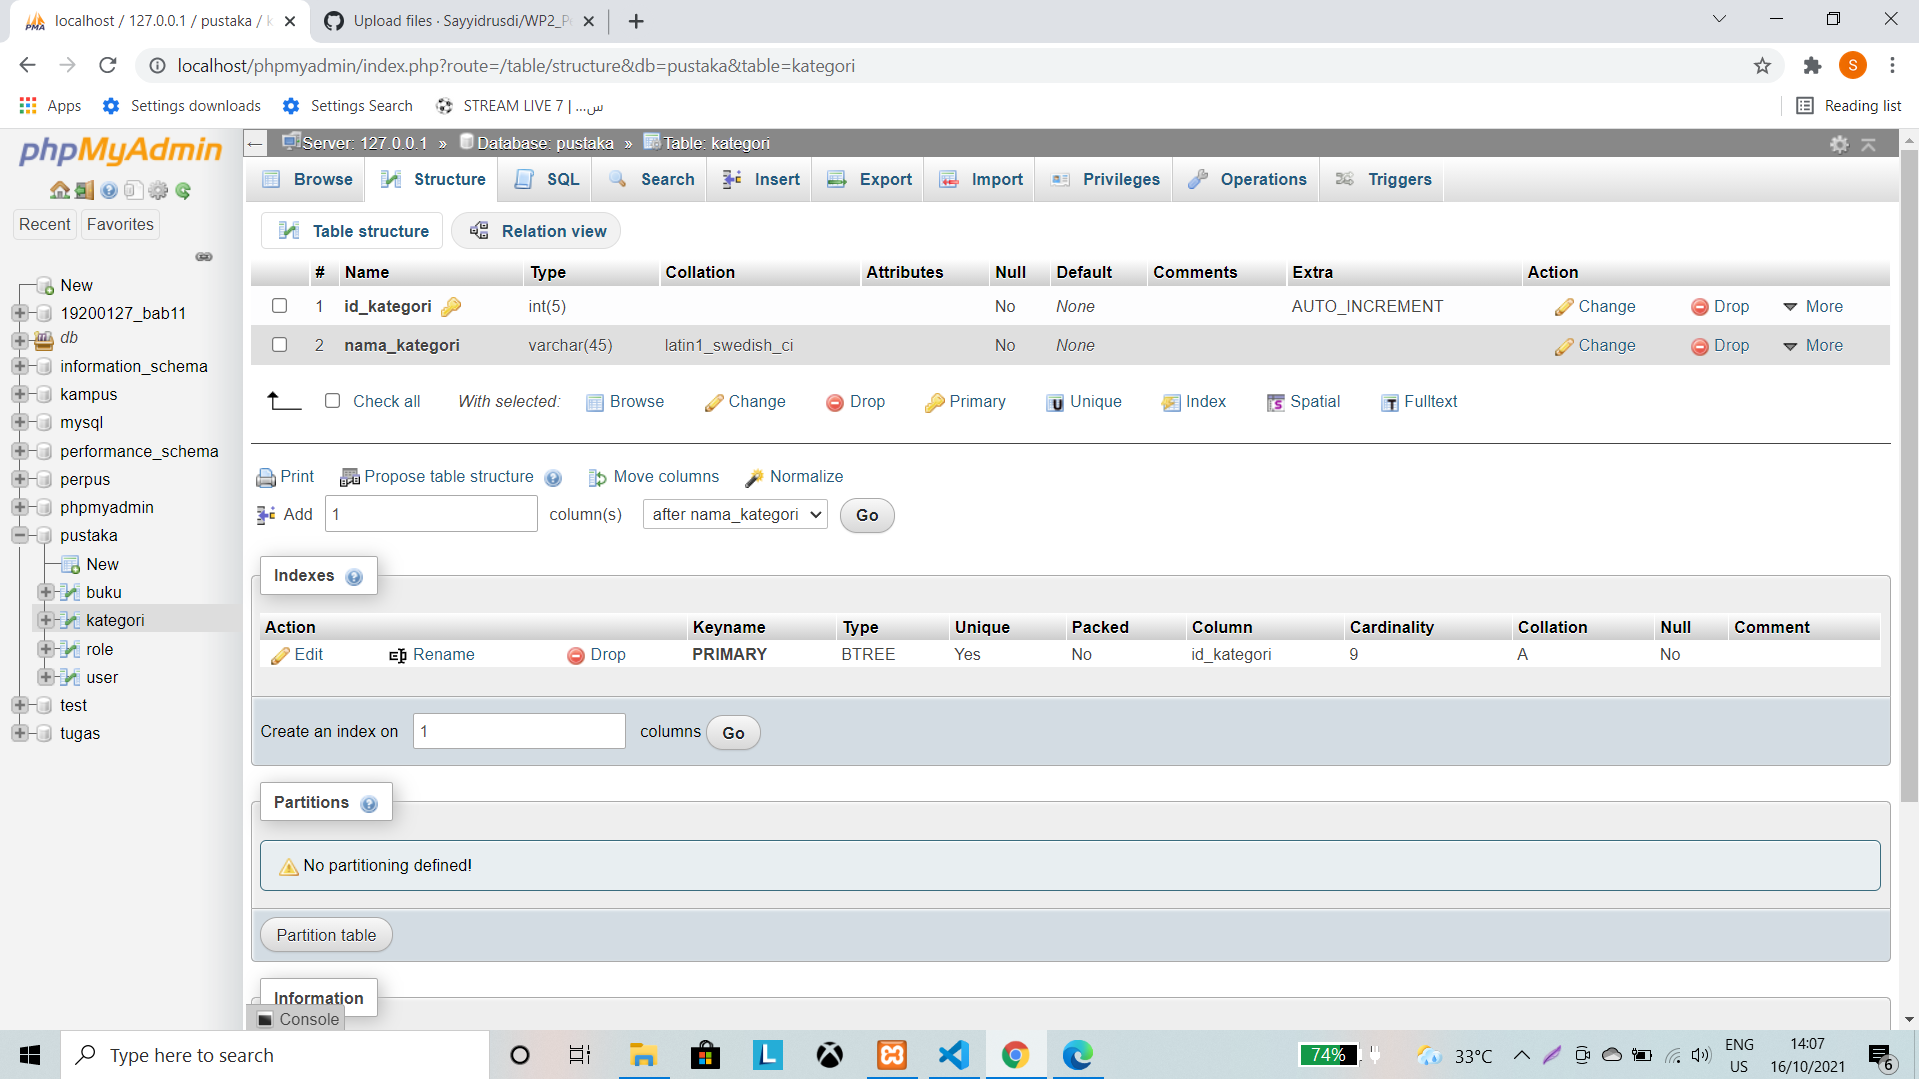 localhost / 127.0.0.1 / pustaka / k
Upload files · Sayyidrusdi/WP2_P
localhost/phpmyadmin/index.php?route=/table/structure&db=pustaka&table=kategori
Apps Settings downloads Settings Search STREAM LIVE 7 | ...س Reading list
phpMyAdmin
Recent Favorites
New
19200127_bab11
db
information_schema
kampus
mysql
performance_schema
perpus
phpmyadmin
pustaka
New
buku
kategori
role
user
test
tugas
Server: 127.0.0.1 » Database: pustaka » Table: kategori
Browse Structure SQL Search Insert Export Import Privileges Operations Triggers
Table structure Relation view
# Name Type Collation Attributes Null Default Comments Extra Action
1 id_kategori int(5) No None AUTO_INCREMENT Change Drop More
2 nama_kategori varchar(45) latin1_swedish_ci No None Change Drop More
Check all With selected: Browse Change Drop Primary Unique Index Spatial Fulltext
Print Propose table structure Move columns Normalize
Add 1 column(s) after nama_kategori Go
Indexes
Action Keyname Type Unique Packed Column Cardinality Collation Null Comment
Edit Rename Drop PRIMARY BTREE Yes No id_kategori 9 A No
Create an index on 1 columns Go
Partitions
No partitioning defined!
Partition table
Information
Console
Type here to search
74%
33°C
ENG
US
14:07
16/10/2021
6